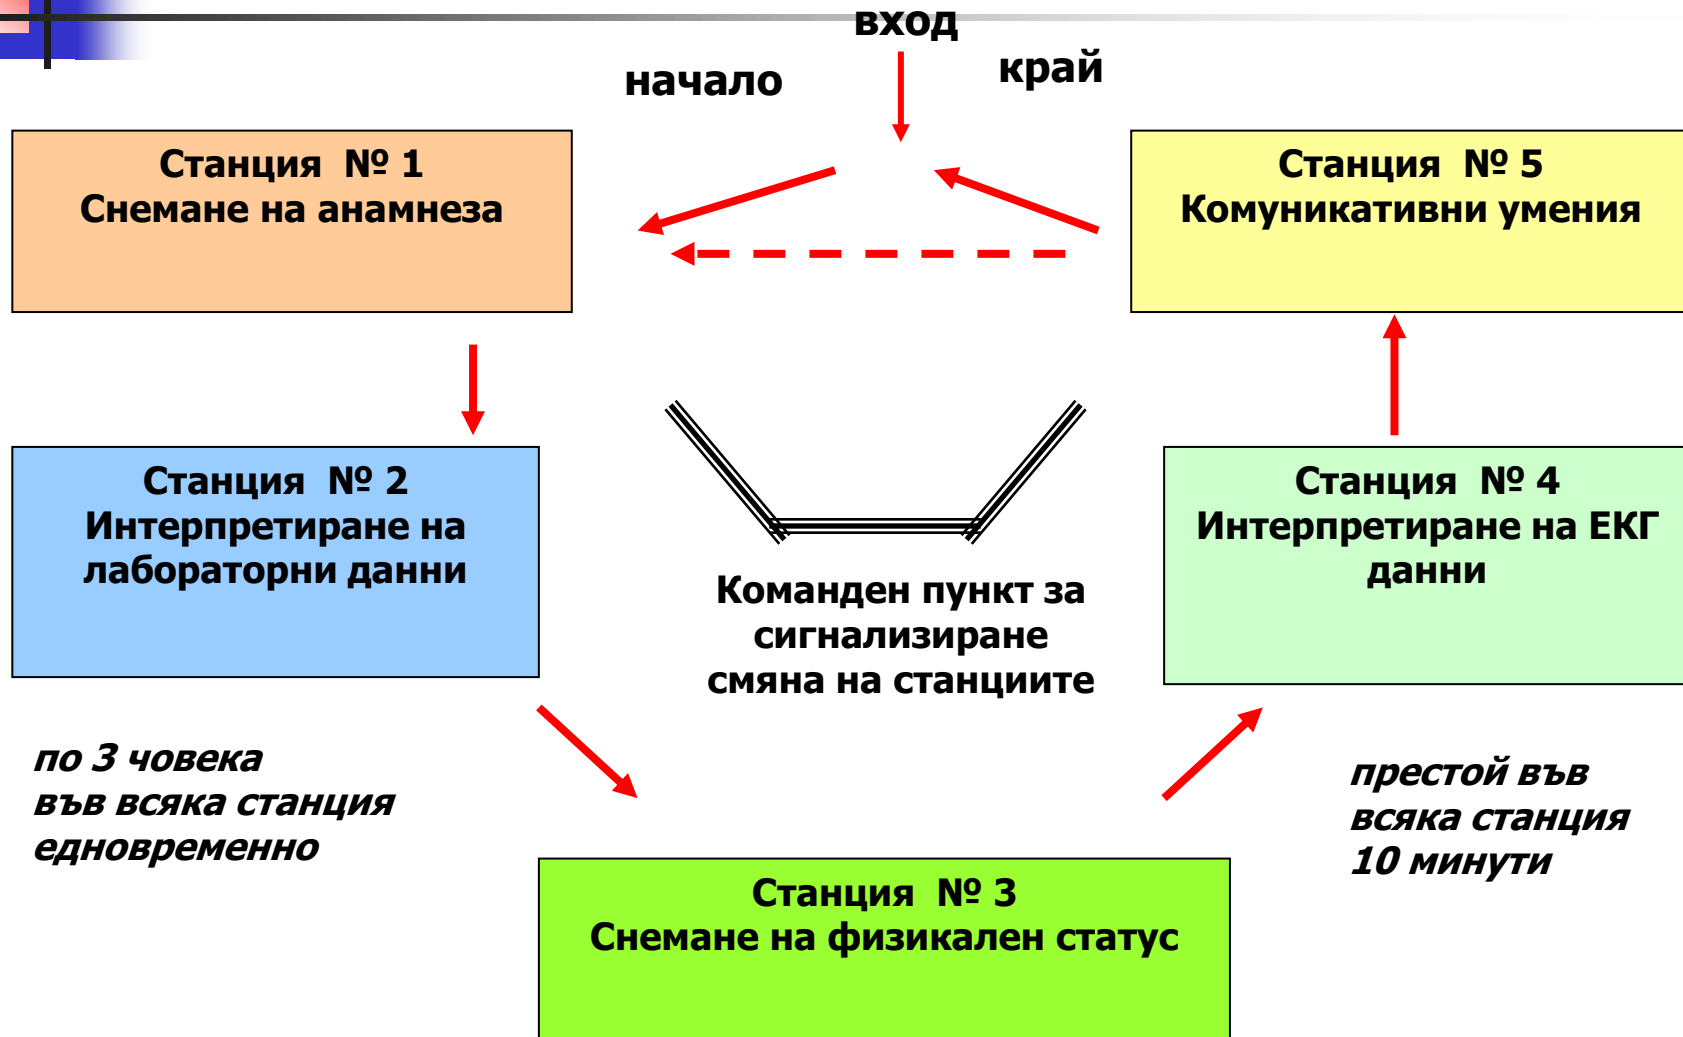 вход
начало
край
Станция № 1
Снемане на анамнеза
Станция № 5
Комуникативни умения
Станция № 2
Интерпретиране на
лабораторни данни
Станция № 4
Интерпретиране на ЕКГ
данни
Команден пункт за
сигнализиране
смяна на станциите
по 3 човека
във всяка станция
едновременно
престой във
всяка станция
10 минути
Станция № 3
Снемане на физикален статус